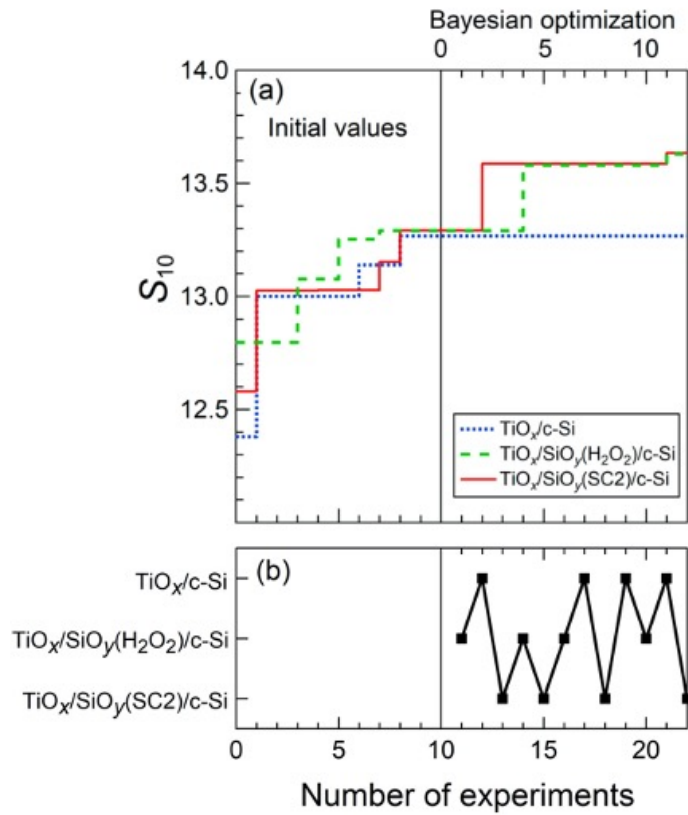 Bayesian optimization
0 5 10
14.0
(a)
Initial values
13.5
S10
13.0
12.5
TiOx/c-Si
TiOx/SiOy(H2O2)/c-Si
TiOx/SiOy(SC2)/c-Si
(b)
TiOx/c-Si
TiOx/SiOy(H2O2)/c-Si
TiOx/SiOy(SC2)/c-Si
0 5 10 15 20
Number of experiments